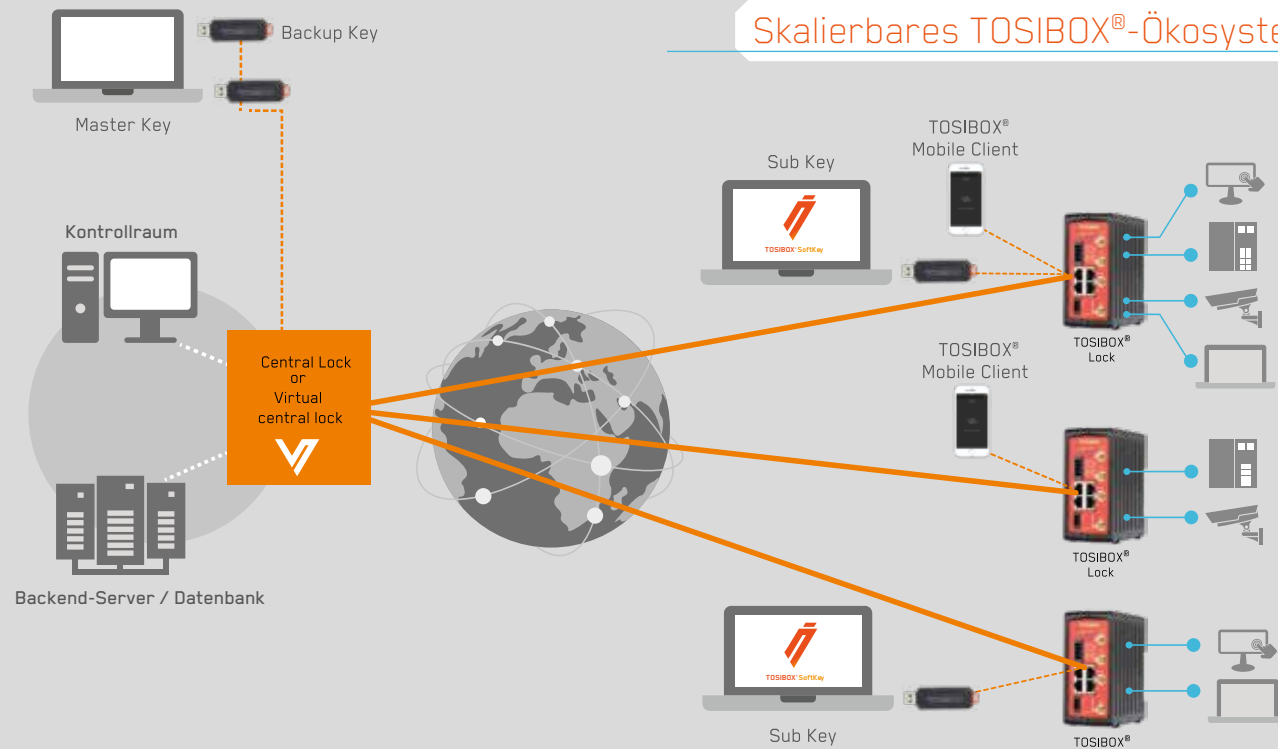 Skalierbares TOSIBOX®-Ökosyste
Backup Key
Master Key
Kontrollraum
Central Lock
or
Virtual
central lock
Backend-Server / Datenbank
Sub Key
TOSIBOX® SoftKey
TOSIBOX®
Mobile Client
TOSIBOX®
Lock
TOSIBOX®
Mobile Client
TOSIBOX®
Lock
TOSIBOX® SoftKey
Sub Key
TOSIBOX®